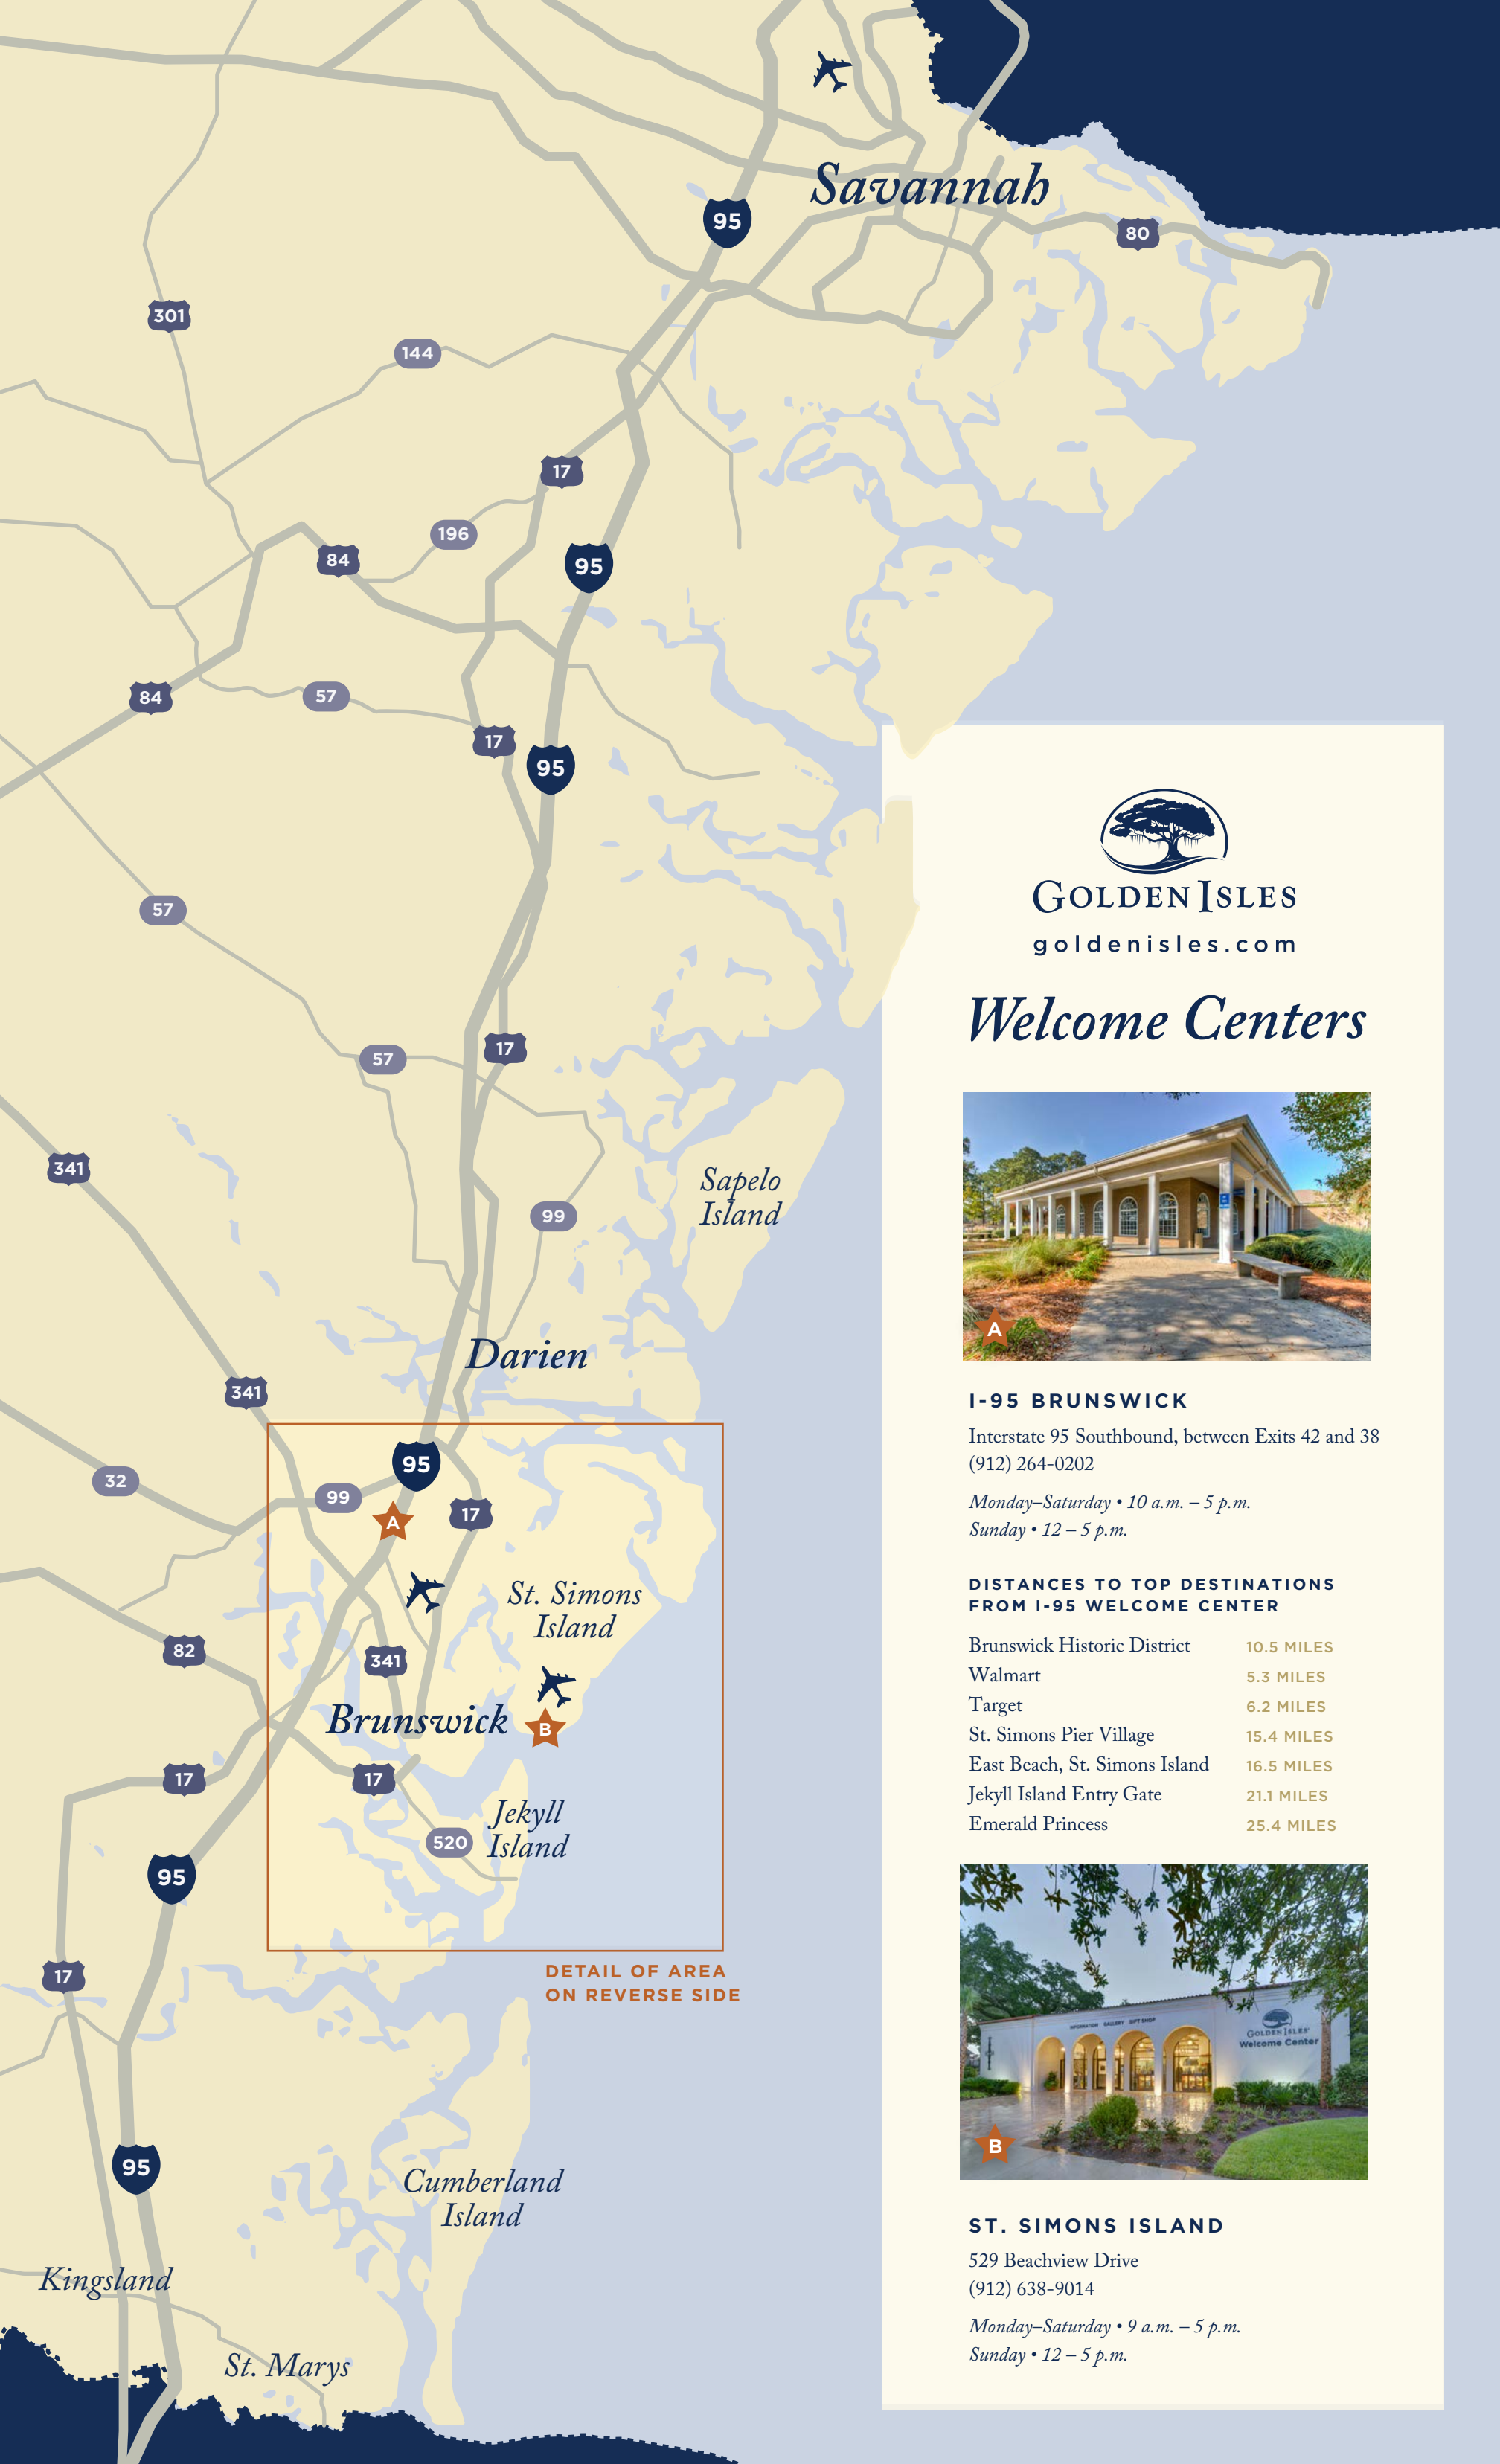 Savannah
95
80
301
144
17
196
84
95
84
57
17
95
57
57
17
341
Sapelo
Island
99
Darien
341
95
32
99
17
A
St. Simons
Island
82
341
Brunswick
B
17
17
Jekyll
Island
520
95
17
DETAIL OF AREA
ON REVERSE SIDE
95
Cumberland
Island
Kingsland
St. Marys
GOLDEN ISLES
goldenisles.com
Welcome Centers
A
I-95 BRUNSWICK
Interstate 95 Southbound, between Exits 42 and 38
(912) 264-0202
Monday–Saturday • 10 a.m. – 5 p.m.
Sunday • 12 – 5 p.m.
DISTANCES TO TOP DESTINATIONS
FROM I-95 WELCOME CENTER
Brunswick Historic District 10.5 MILES
Walmart 5.3 MILES
Target 6.2 MILES
St. Simons Pier Village 15.4 MILES
East Beach, St. Simons Island 16.5 MILES
Jekyll Island Entry Gate 21.1 MILES
Emerald Princess 25.4 MILES
INFORMATION GALLERY GIFT SHOP
GOLDEN ISLES
Welcome Center
B
ST. SIMONS ISLAND
529 Beachview Drive
(912) 638-9014
Monday–Saturday • 9 a.m. – 5 p.m.
Sunday • 12 – 5 p.m.